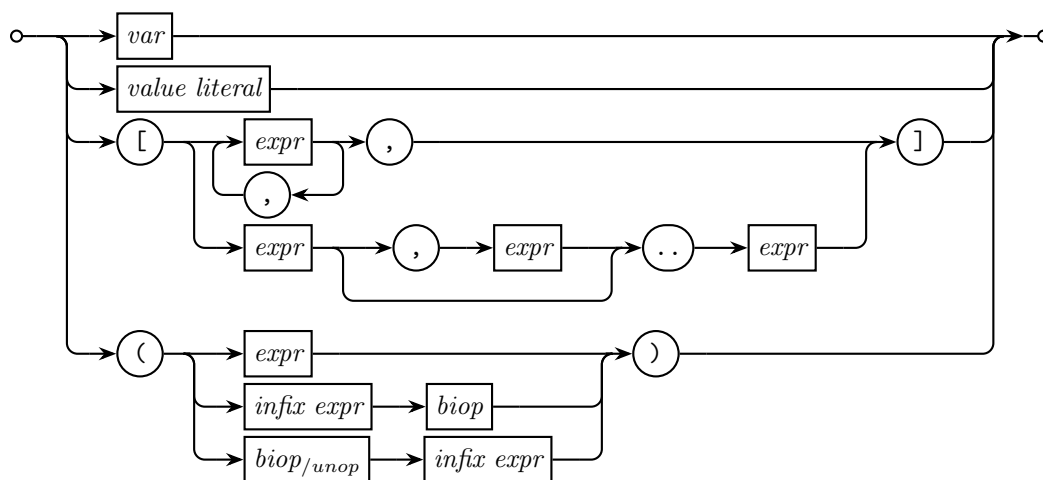 var
value literal
[ expr , ]
,
expr , expr .. expr
( expr )
infix expr biop
biop/unop infix expr